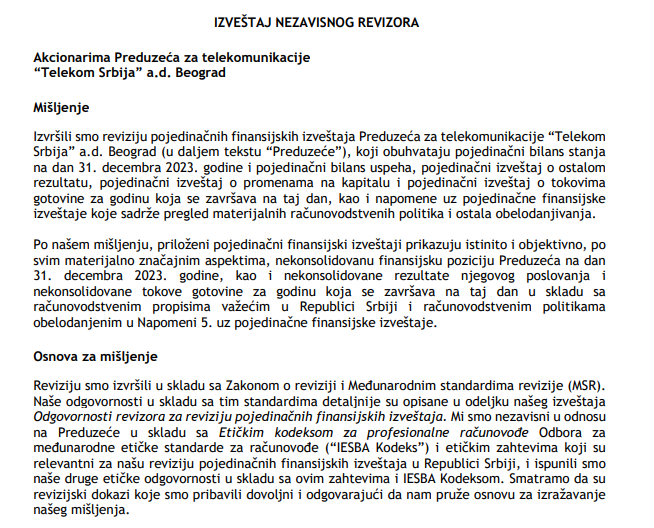 IZVEŠTAJ NEZAVISNOG REVIZORA
Akcionarima Preduzeća za telekomunikacije
“Telekom Srbija” a.d. Beograd
Mišljenje
Izvršili smo reviziju pojedinačnih finansijskih izveštaja Preduzeća za telekomunikacije “Telekom
Srbija” a.d. Beograd (u daljem tekstu “Preduzeće”), koji obuhvataju pojedinačni bilans stanja
na dan 31. decembra 2023. godine i pojedinačni bilans uspeha, pojedinačni izveštaj o ostalom
rezultatu, pojedinačni izveštaj o promenama na kapitalu i pojedinačni izveštaj o tokovima
gotovine za godinu koja se završava na taj dan, kao i napomene uz pojedinačne finansijske
izveštaje koje sadrže pregled materijalnih računovodstvenih politika i ostala obelodanjivanja.
Po našem mišljenju, priloženi pojedinačni finansijski izveštaji prikazuju istinito i objektivno, po
svim materijalno značajnim aspektima, nekonsolidovanu finansijsku poziciju Preduzeća na dan
31. decembra 2023. godine, kao i nekonsolidovane rezultate njegovog poslovanja i
nekonsolidovane tokove gotovine za godinu koja se završava na taj dan u skladu sa
računovodstvenim propisima važećim u Republici Srbiji i računovodstvenim politikama
obelodanjenim u Napomeni 5. uz pojedinačne finansijske izveštaje.
Osnova za mišljenje
Reviziju smo izvršili u skladu sa Zakonom o reviziji i Međunarodnim standardima revizije (MSR).
Naše odgovornosti u skladu sa tim standardima detaljnije su opisane u odeljku našeg izveštaja
Odgovornosti revizora za reviziju pojedinačnih finansijskih izveštaja. Mi smo nezavisni u odnosu
na Preduzeće u skladu sa Etičkim kodeksom za profesionalne računovođe Odbora za
međunarodne etičke standarde za računovođe (“IESBA Kodeks”) i etičkim zahtevima koji su
relevantni za našu reviziju pojedinačnih finansijskih izveštaja u Republici Srbiji, i ispunili smo
naše druge etičke odgovornosti u skladu sa ovim zahtevima i IESBA Kodeksom. Smatramo da su
revizijski dokazi koje smo pribavili dovoljni i odgovarajući da nam pruže osnovu za izražavanje
našeg mišljenja.